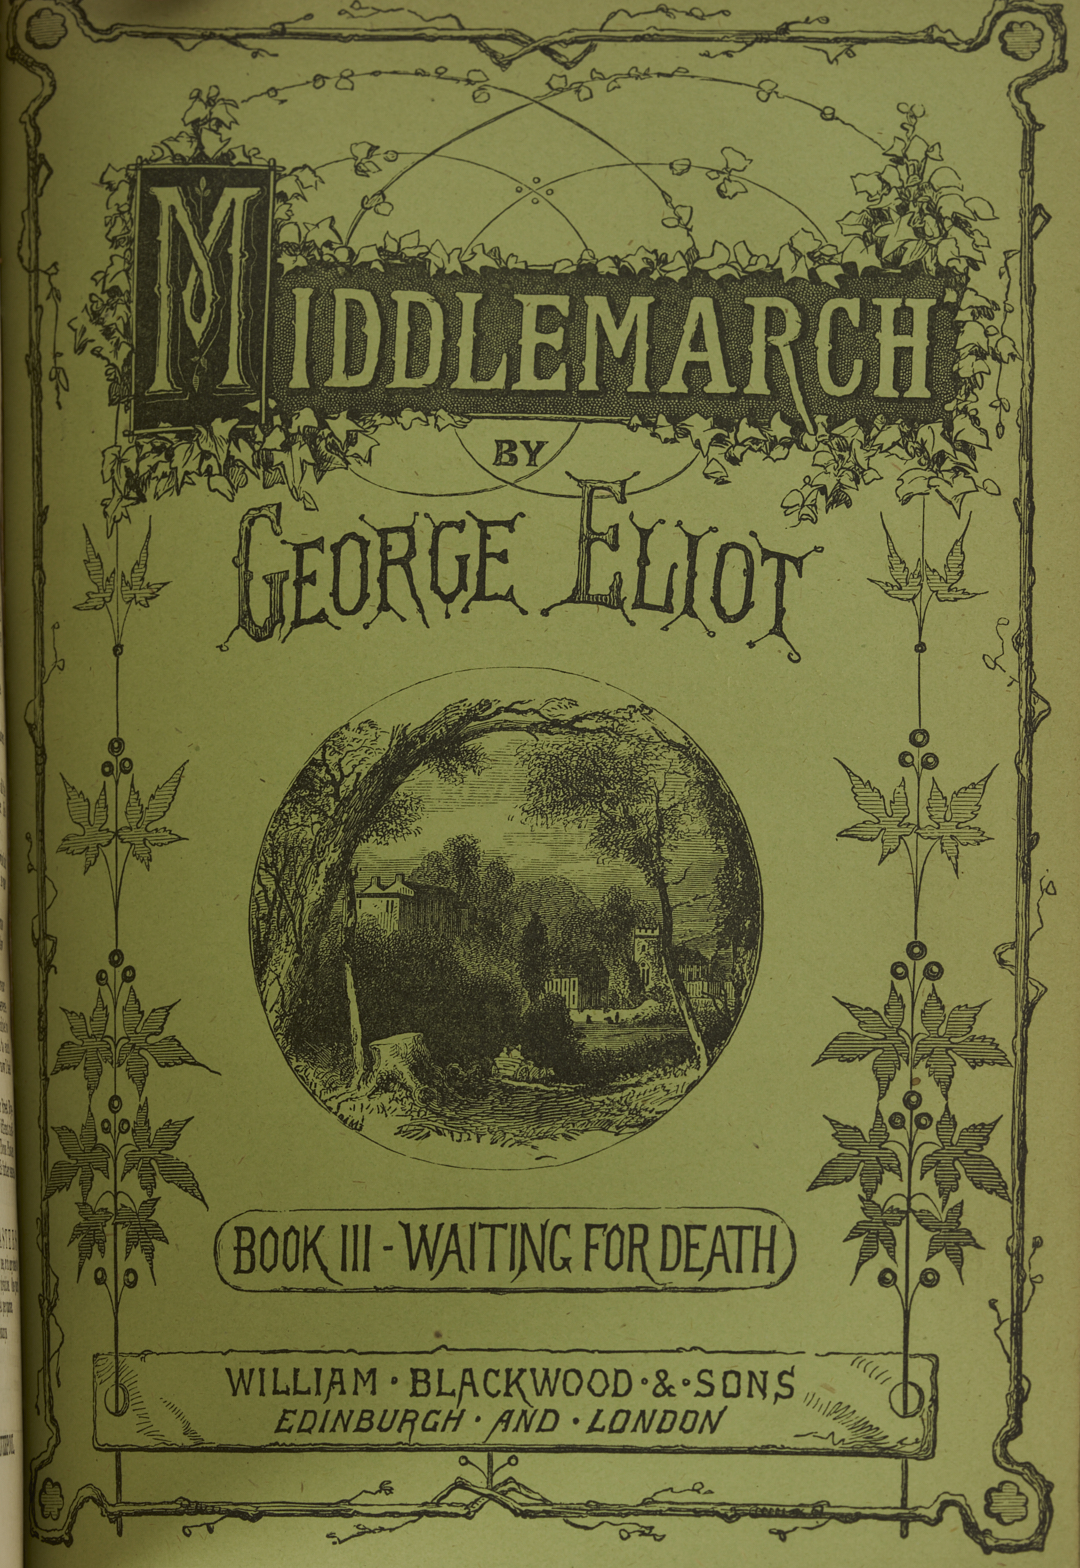 MIDDLEMARCH
BY
GEORGE ELIOT
BOOK III - WAITING FOR DEATH
WILLIAM · BLACKWOOD · & · SONS
EDINBURGH · AND · LONDON